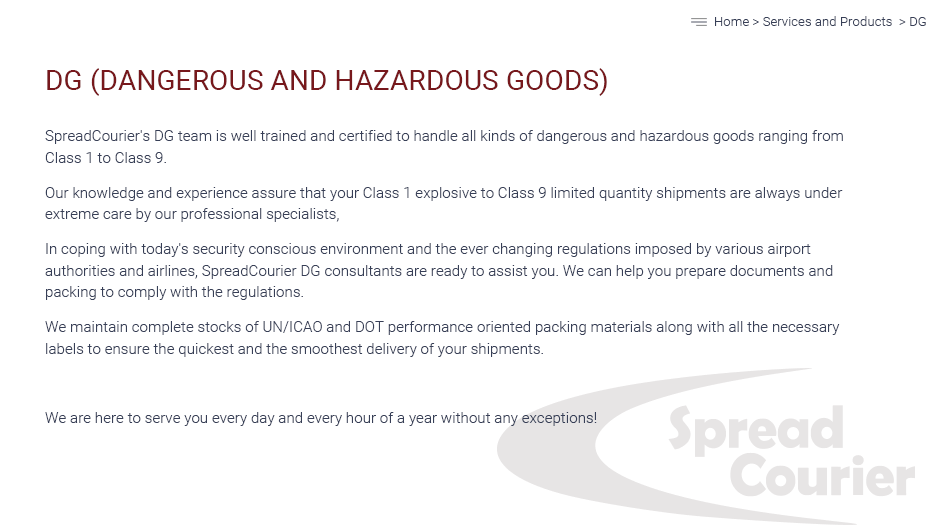 Home > Services and Products > DG
DG (DANGEROUS AND HAZARDOUS GOODS)
SpreadCourier's DG team is well trained and certified to handle all kinds of dangerous and hazardous goods ranging from
Class 1 to Class 9.
Our knowledge and experience assure that your Class 1 explosive to Class 9 limited quantity shipments are always under
extreme care by our professional specialists,
In coping with today's security conscious environment and the ever changing regulations imposed by various airport
authorities and airlines, SpreadCourier DG consultants are ready to assist you. We can help you prepare documents and
packing to comply with the regulations.
We maintain complete stocks of UN/ICAO and DOT performance oriented packing materials along with all the necessary
labels to ensure the quickest and the smoothest delivery of your shipments.
We are here to serve you every day and every hour of a year without any exceptions!
Spread
Courier